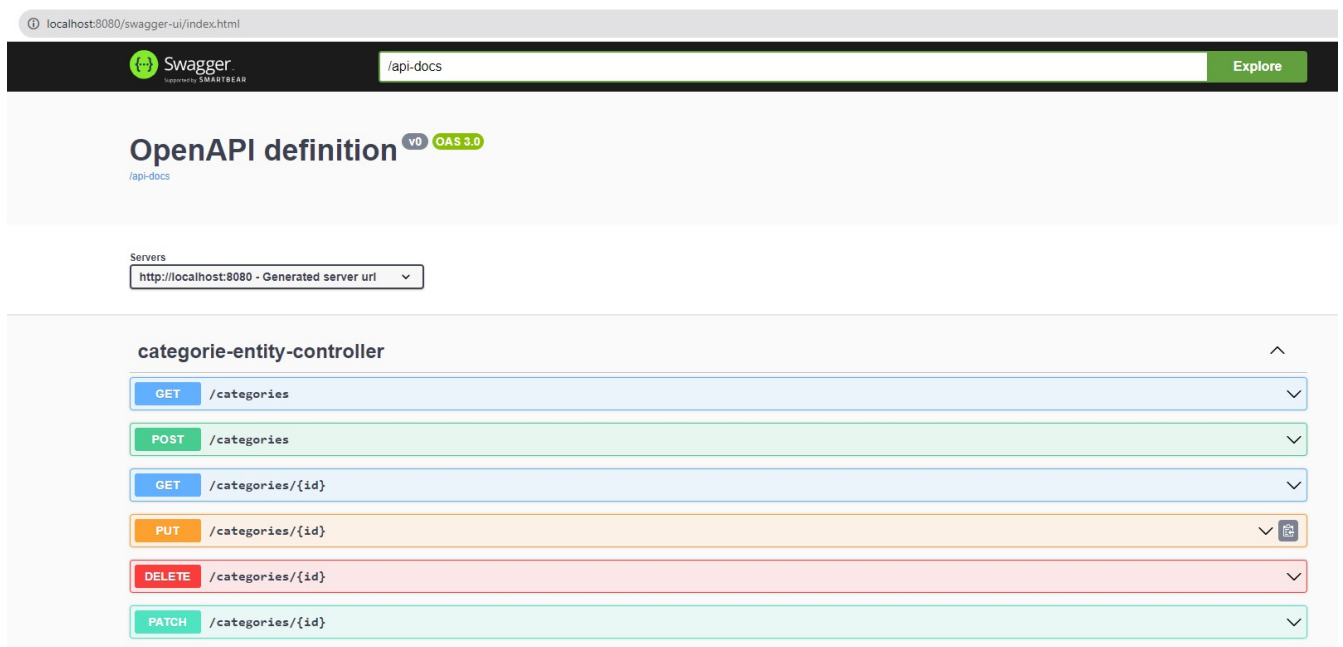 localhost:8080/swagger-ui/index.html
Swagger.
Supported by SMARTBEAR
/api-docs
Explore
OpenAPI definition v0 OAS 3.0
/api-docs
Servers
http://localhost:8080 - Generated server url
categorie-entity-controller
GET /categories
POST /categories
GET /categories/{id}
PUT /categories/{id}
DELETE /categories/{id}
PATCH /categories/{id}